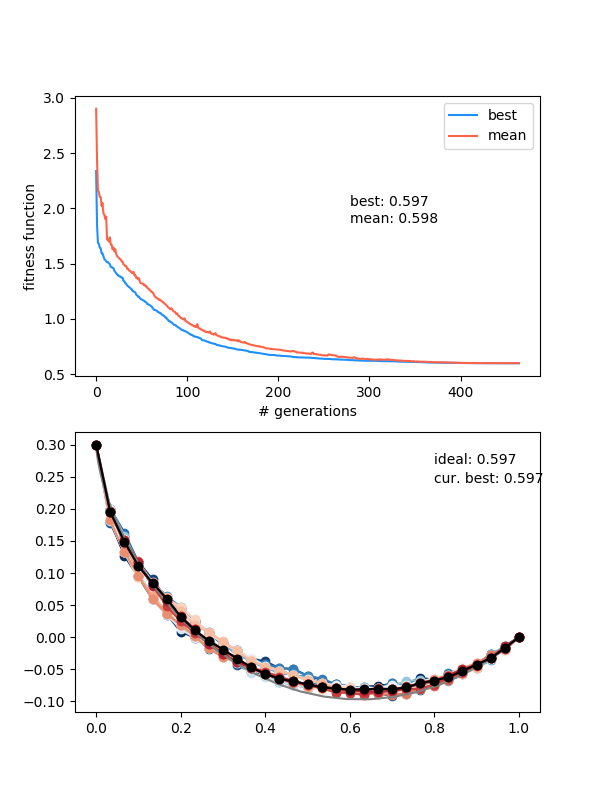 3.0
best
mean
2.5
best: 0.597
mean: 0.598
2.0
fitness function
1.5
1.0
0.5
0 100 200 300 400
# generations
0.30
ideal: 0.597
cur. best: 0.597
0.25
0.20
0.15
0.10
0.05
0.00
−0.05
−0.10
0.0 0.2 0.4 0.6 0.8 1.0